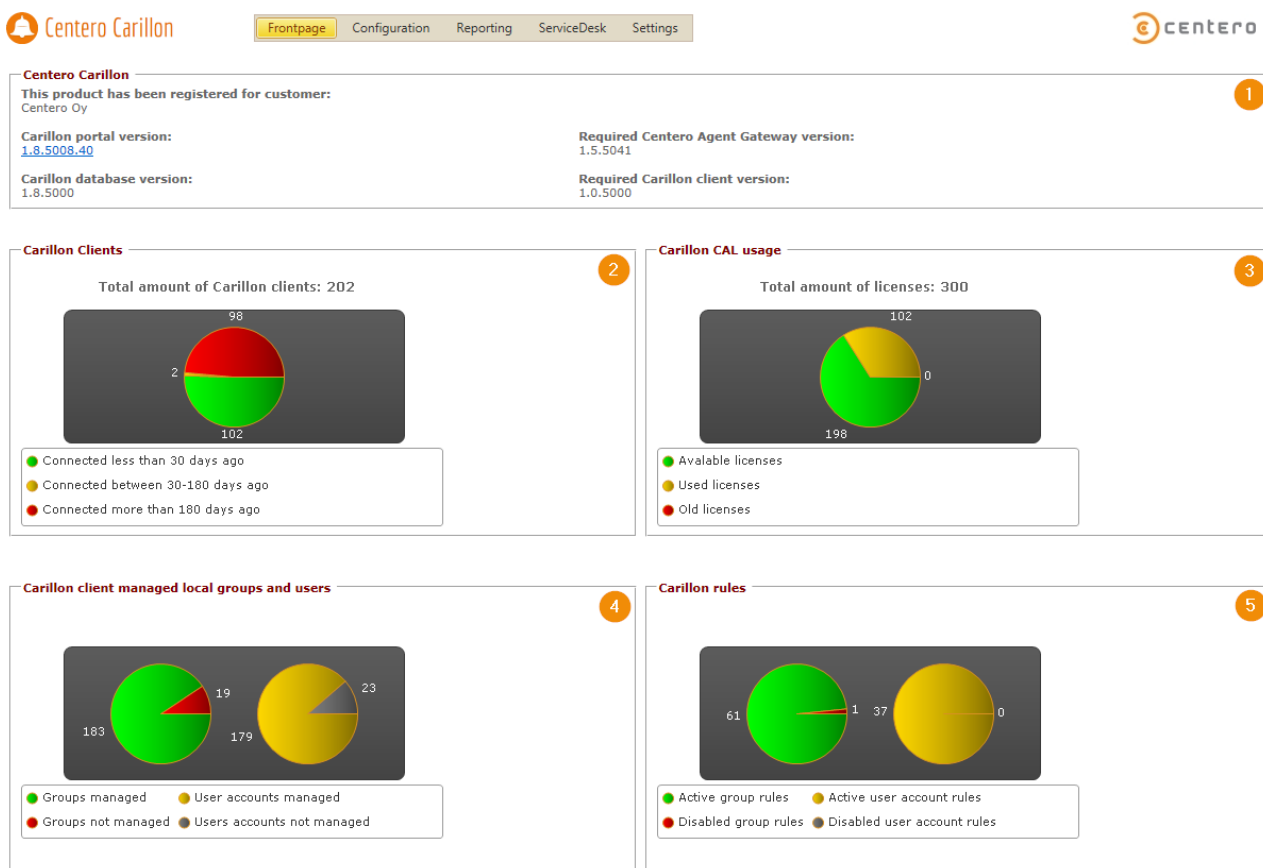 Centero Carillon
Frontpage Configuration Reporting ServiceDesk Settings
centero
Centero Carillon
1
This product has been registered for customer:
Centero Oy
Carillon portal version:
1.8.5008.40
Required Centero Agent Gateway version:
1.5.5041
Carillon database version:
1.8.5000
Required Carillon client version:
1.0.5000
Carillon Clients
2
Total amount of Carillon clients: 202
98
2
102
Connected less than 30 days ago
Connected between 30-180 days ago
Connected more than 180 days ago
Carillon CAL usage
3
Total amount of licenses: 300
102
0
198
Avalable licenses
Used licenses
Old licenses
Carillon client managed local groups and users
4
19
183
23
179
Groups managed User accounts managed
Groups not managed Users accounts not managed
Carillon rules
5
61
1
37
0
Active group rules Active user account rules
Disabled group rules Disabled user account rules